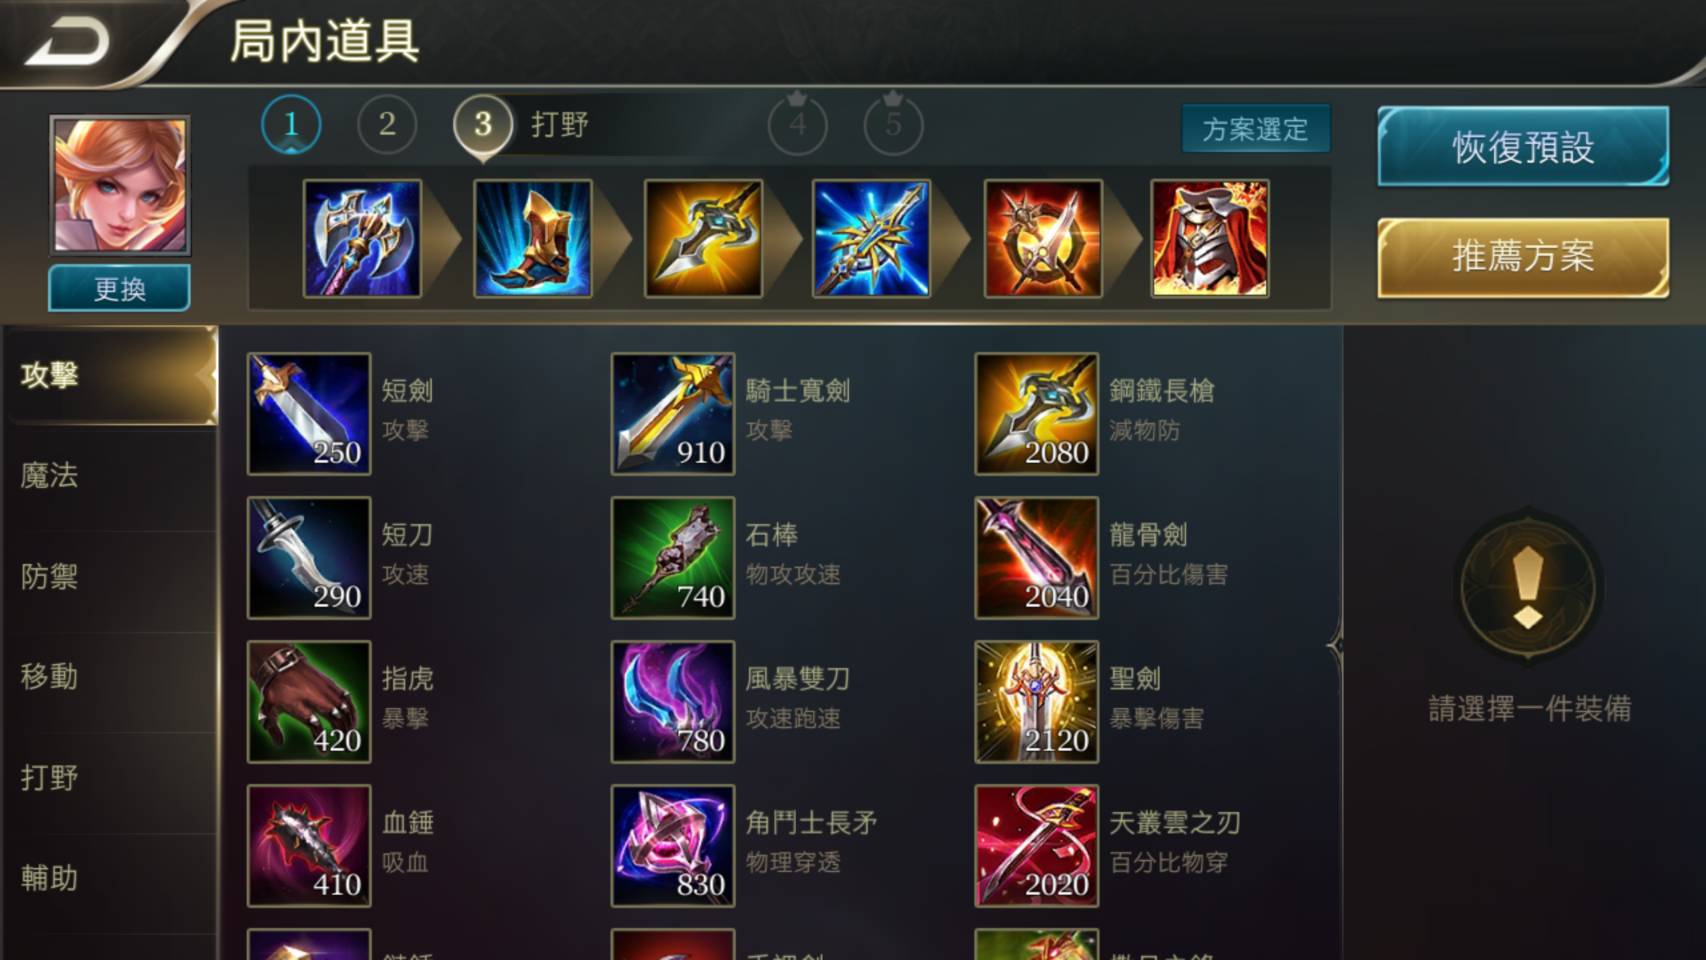 局內道具
1
2
3
打野
4
5
方案選定
恢復預設
推薦方案
更換
攻擊
魔法
防禦
移動
打野
輔助
短劍
攻擊
250
騎士寬劍
攻擊
910
鋼鐵長槍
減物防
2080
短刀
攻速
290
石棒
物攻攻速
740
龍骨劍
百分比傷害
2040
指虎
暴擊
420
風暴雙刀
攻速跑速
780
聖劍
暴擊傷害
2120
血錘
吸血
410
角鬥士長矛
物理穿透
830
天叢雲之刃
百分比物穿
2020
請選擇一件裝備